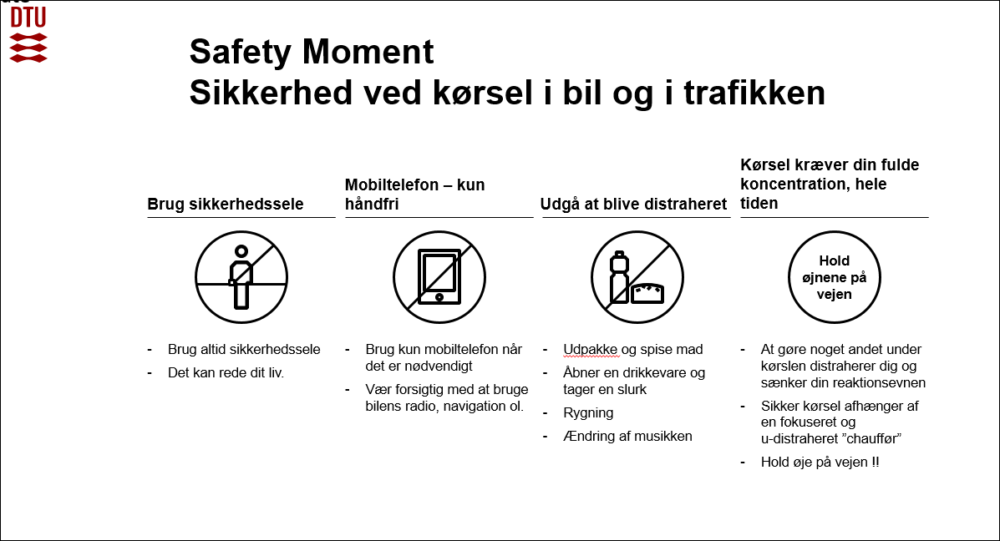 DTU
Safety Moment
Sikkerhed ved kørsel i bil og i trafikken
Brug sikkerhedssele
- Brug altid sikkerhedssele
- Det kan rede dit liv.
Mobiltelefon – kun
håndfri
- Brug kun mobiltelefon når
det er nødvendigt
- Vær forsigtig med at bruge
bilens radio, navigation ol.
Udgå at blive distraheret
- Udpakke og spise mad
- Åbner en drikkevare og
tager en slurk
- Rygning
- Ændring af musikken
Kørsel kræver din fulde
koncentration, hele
tiden
Hold
øjnene på
vejen
- At gøre noget andet under
kørslen distraherer dig og
sænker din reaktionsevnen
- Sikker kørsel afhænger af
en fokuseret og
u-distraheret ”chauffør”
- Hold øje på vejen !!